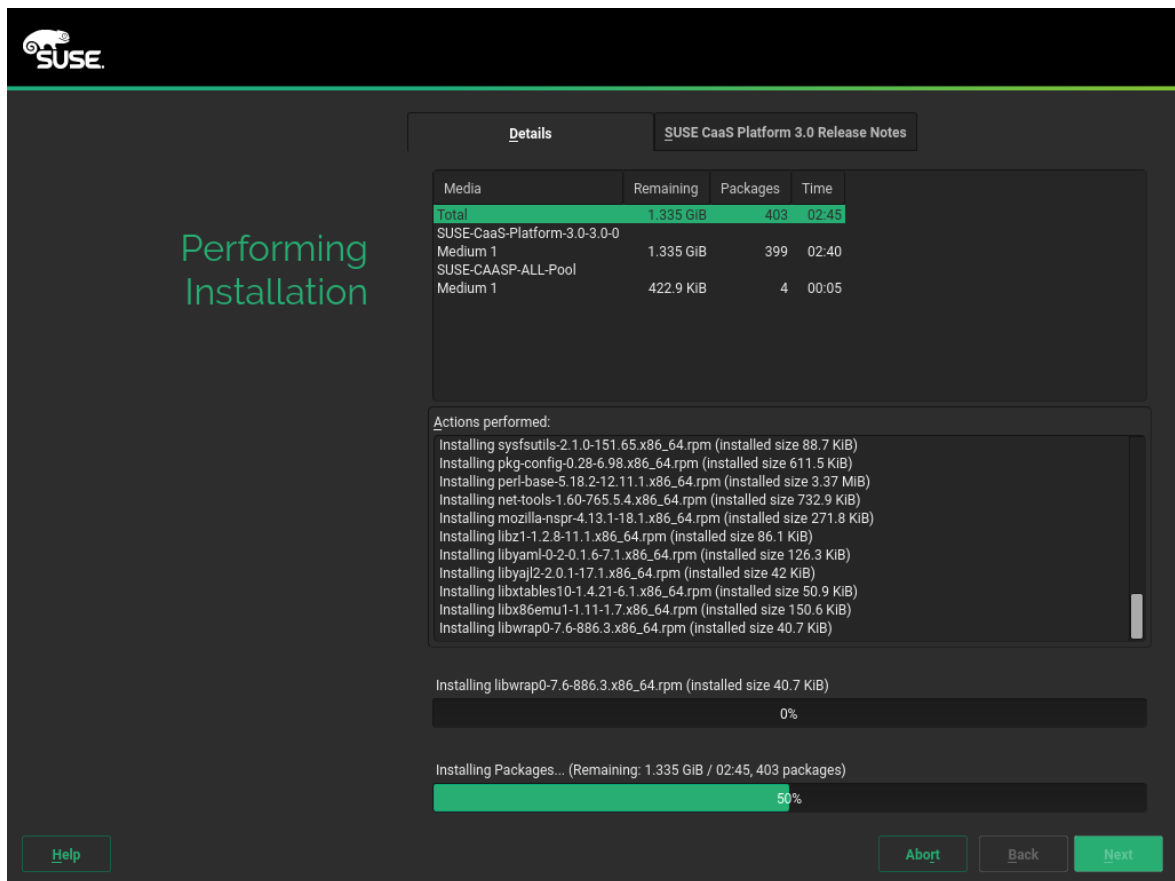 SUSE.
Details
SUSE CaaS Platform 3.0 Release Notes
Performing
Installation
Media Remaining Packages Time
Total 1.335 GiB 403 02:45
SUSE-CaaS-Platform-3.0-3.0-0
Medium 1 1.335 GiB 399 02:40
SUSE-CAASP-ALL-Pool
Medium 1 422.9 KiB 4 00:05
Actions performed:
Installing sysfsutils-2.1.0-151.65.x86_64.rpm (installed size 88.7 KiB)
Installing pkg-config-0.28-6.98.x86_64.rpm (installed size 611.5 KiB)
Installing perl-base-5.18.2-12.11.1.x86_64.rpm (installed size 3.37 MiB)
Installing net-tools-1.60-765.5.4.x86_64.rpm (installed size 732.9 KiB)
Installing mozilla-nspr-4.13.1-18.1.x86_64.rpm (installed size 271.8 KiB)
Installing libz1-1.2.8-11.1.x86_64.rpm (installed size 86.1 KiB)
Installing libyaml-0-2-0.1.6-7.1.x86_64.rpm (installed size 126.3 KiB)
Installing libyajl2-2.0.1-17.1.x86_64.rpm (installed size 42 KiB)
Installing libxtables10-1.4.21-6.1.x86_64.rpm (installed size 50.9 KiB)
Installing libx86emu1-1.11-1.7.x86_64.rpm (installed size 150.6 KiB)
Installing libwrap0-7.6-886.3.x86_64.rpm (installed size 40.7 KiB)
Installing libwrap0-7.6-886.3.x86_64.rpm (installed size 40.7 KiB)
0%
Installing Packages... (Remaining: 1.335 GiB / 02:45, 403 packages)
50%
Help
Abort
Back
Next